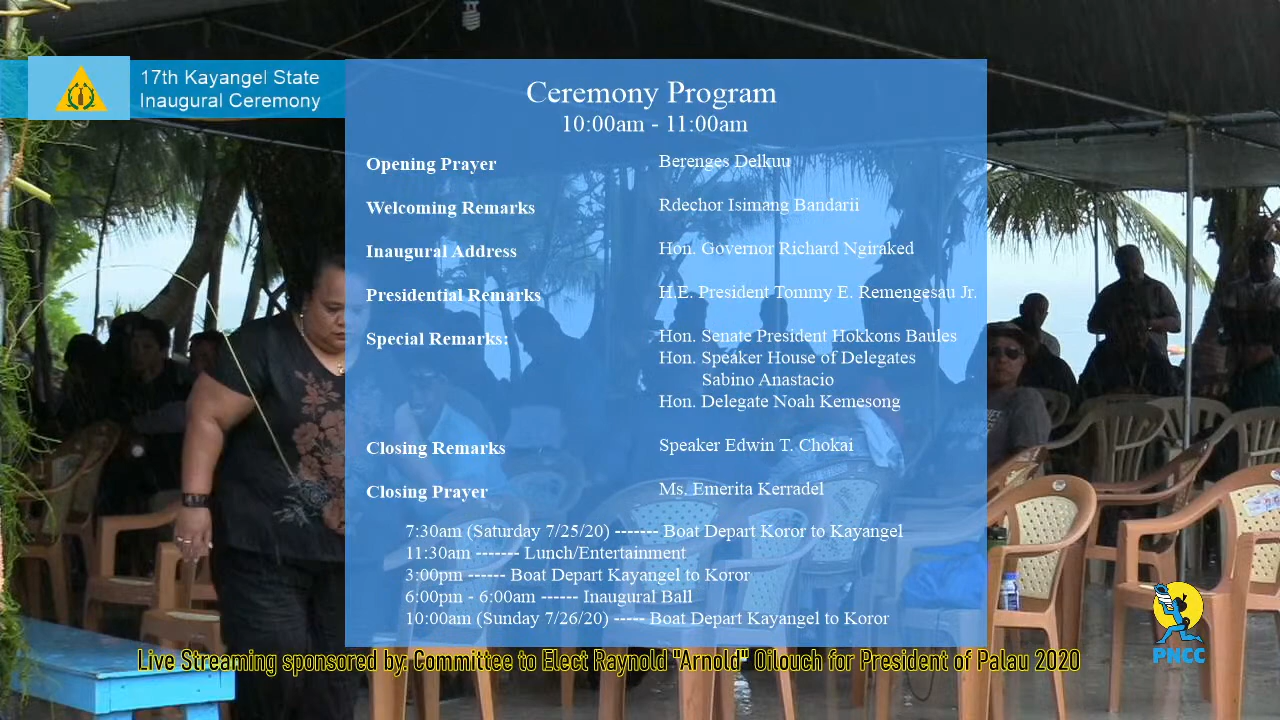 17th Kayangel State
Inaugural Ceremony
Ceremony Program
10:00am - 11:00am
Opening Prayer Berenges Delkuu
Welcoming Remarks Rdechor Isimang Bandarii
Inaugural Address Hon. Governor Richard Ngiraked
Presidential Remarks H.E. President Tommy E. Remengesau Jr.
Special Remarks: Hon. Senate President Hokkons Baules
Hon. Speaker House of Delegates
Sabino Anastacio
Hon. Delegate Noah Kemesong
Closing Remarks Speaker Edwin T. Chokai
Closing Prayer Ms. Emerita Kerradel
7:30am (Saturday 7/25/20) ------- Boat Depart Koror to Kayangel
11:30am ------- Lunch/Entertainment
3:00pm ------ Boat Depart Kayangel to Koror
6:00pm - 6:00am ------ Inaugural Ball
10:00am (Sunday 7/26/20) ----- Boat Depart Kayangel to Koror
Live Streaming sponsored by: Committee to Elect Raynold "Arnold" Oilouch for President of Palau 2020
PNCC